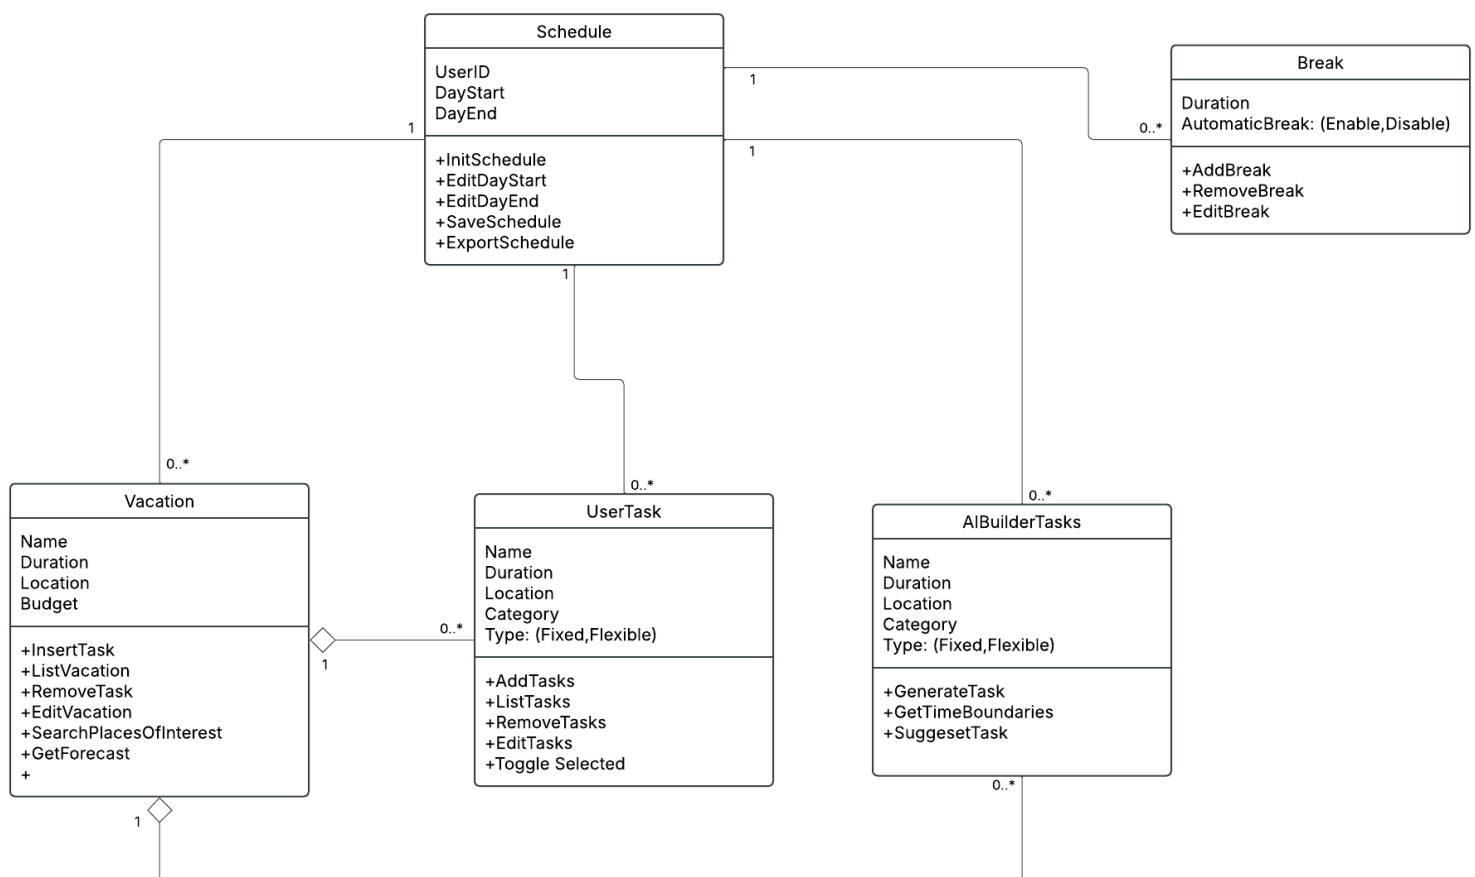 Schedule
UserID
DayStart
DayEnd
+InitSchedule
+EditDayStart
+EditDayEnd
+SaveSchedule
+ExportSchedule
1
1
1
1
Break
Duration
AutomaticBreak: (Enable,Disable)
+AddBreak
+RemoveBreak
+EditBreak
0..*
0..*
0..*
0..*
Vacation
Name
Duration
Location
Budget
+InsertTask
+ListVacation
+RemoveTask
+EditVacation
+SearchPlacesOfInterest
+GetForecast
+
1
0..*
1
UserTask
Name
Duration
Location
Category
Type: (Fixed,Flexible)
+AddTasks
+ListTasks
+RemoveTasks
+EditTasks
+Toggle Selected
AIBuilderTasks
Name
Duration
Location
Category
Type: (Fixed,Flexible)
+GenerateTask
+GetTimeBoundaries
+SuggesetTask
0..*